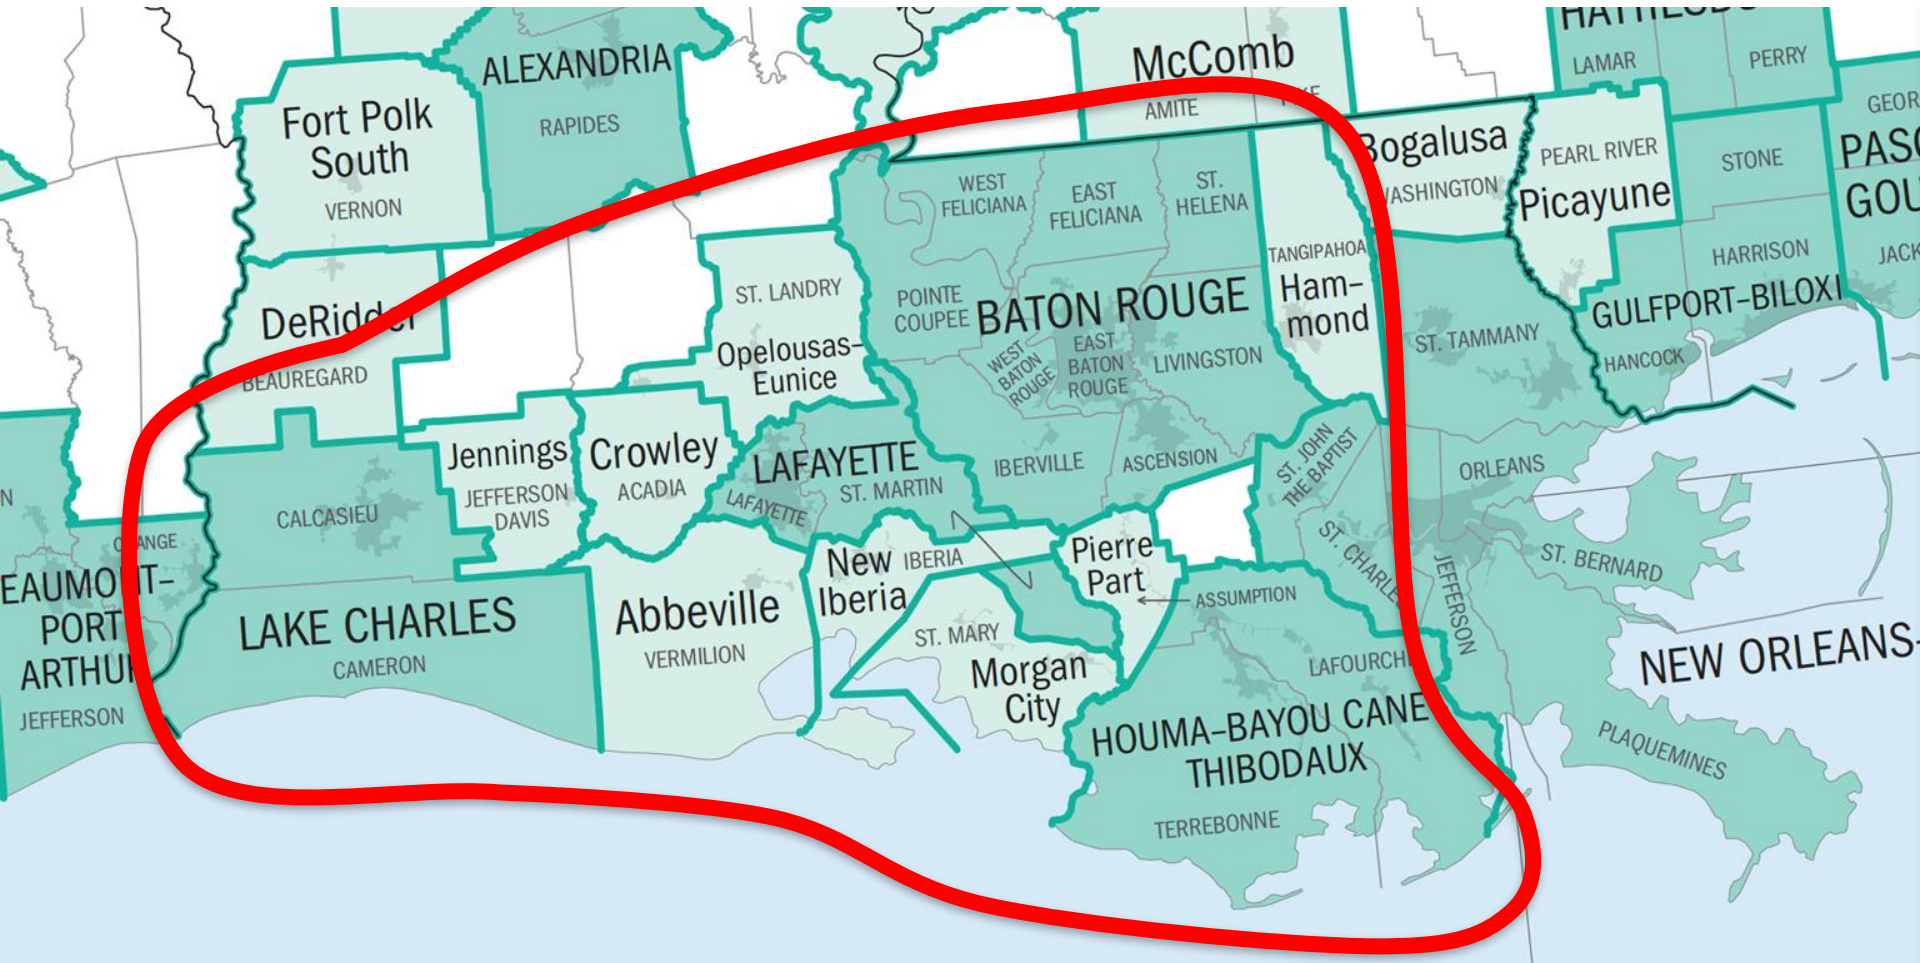 ALEXANDRIA
RAPIDES
McComb
AMITE
LAMAR
PERRY
Fort Polk
South
VERNON
Bogalusa
WASHINGTON
PEARL RIVER
Picayune
STONE
HARRISON
GULFPORT–BILOXI
HANCOCK
DeRidder
BEAUREGARD
WEST
FELICIANA
EAST
FELICIANA
ST.
HELENA
TANGIPAHOA
Ham–
mond
ST. LANDRY
Opelousas–
Eunice
POINTE
COUPEE
BATON ROUGE
WEST
BATON
ROUGE
EAST
BATON
ROUGE
LIVINGSTON
ST. TAMMANY
Jennings
JEFFERSON
DAVIS
Crowley
ACADIA
LAFAYETTE
ST. MARTIN
LAFAYETTE
IBERVILLE
ASCENSION
ST. JOHN
THE BAPTIST
ORLEANS
CALCASIEU
ORANGE
EAUMONT–
PORT
ARTHUR
JEFFERSON
LAKE CHARLES
CAMERON
Abbeville
VERMILION
New
Iberia
IBERIA
Pierre
Part
ASSUMPTION
ST. CHARLES
JEFFERSON
ST. BERNARD
ST. MARY
Morgan
City
LAFOURCHE
NEW ORLEANS–
HOUMA–BAYOU CANE
THIBODAUX
TERREBONNE
PLAQUEMINES